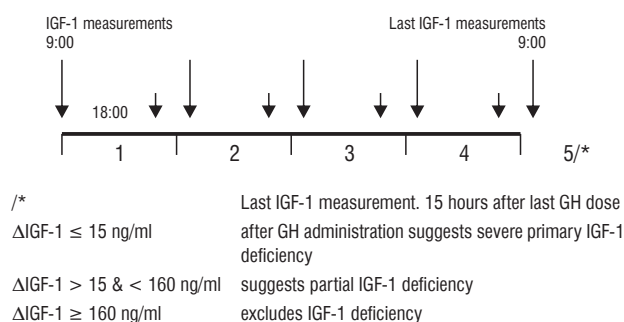 IGF-1 measurements
9:00
Last IGF-1 measurements
9:00
18:00
1 2 3 4 5/*
/* Last IGF-1 measurement. 15 hours after last GH dose
ΔIGF-1 ≤ 15 ng/ml after GH administration suggests severe primary IGF-1
deficiency
ΔIGF-1 > 15 & < 160 ng/ml suggests partial IGF-1 deficiency
ΔIGF-1 ≥ 160 ng/ml excludes IGF-1 deficiency